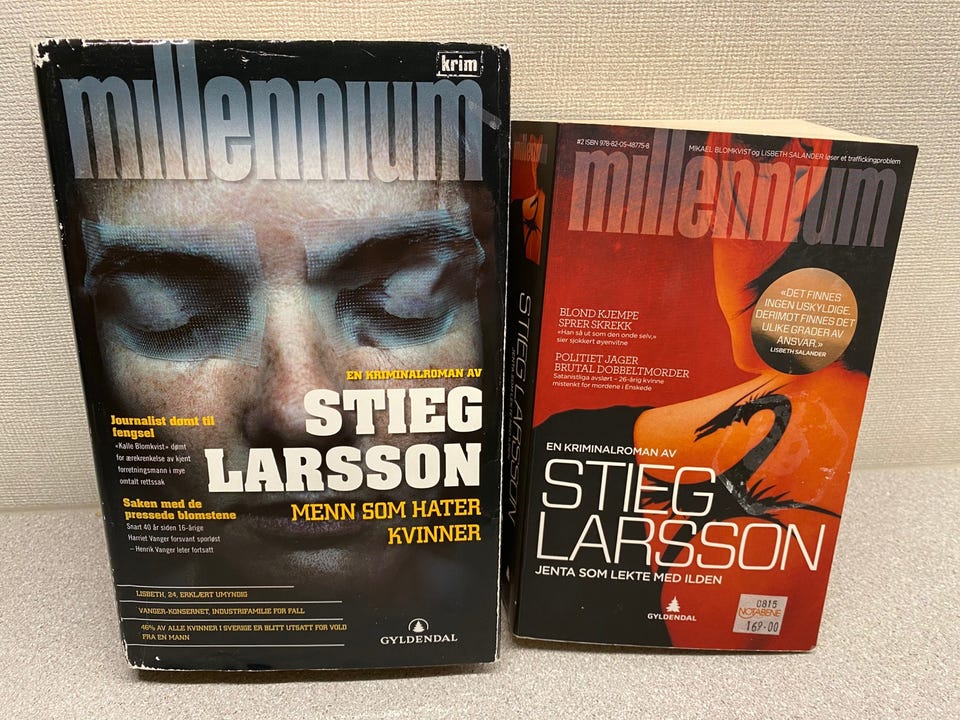 krim
millennium
EN KRIMINALROMAN AV
STIEG
LARSSON
MENN SOM HATER
KVINNER
Journalist dømt til
fengsel
«Kalle Blomkvist» dømt
for ærekrenkelse av kjent
forretningsmann i mye
omtalt rettssak
Saken med de
pressede blomstene
Snart 40 år siden 16-årige
Harriet Vanger forsvant sporløst
– Henrik Vanger leter fortsatt
LISBETH, 24, ERKLÆRT UMYNDIG
VANGER-KONSERNET, INDUSTRIFAMILIE FOR FALL
46% AV ALLE KVINNER I SVERIGE ER BLITT UTSATT FOR VOLD
FRA EN MANN
GYLDENDAL
STIEG LARSSON
#2 ISBN 978-82-05-48775-8
MIKAEL BLOMKVIST og LISBETH SALANDER løser et traffickingproblem
millennium
«DET FINNES
INGEN USKYLDIGE.
DERIMOT FINNES DET
ULIKE GRADER AV
ANSVAR.»
LISBETH SALANDER
BLOND KJEMPE
SPRER SKREKK
«Han så ut som den onde selv,»
sier sjokkert øyenvitne
POLITIET JAGER
BRUTAL DOBBELTMORDER
Satanistliga avslørt – 26-årig kvinne
mistenkt for mordene i Enskede
EN KRIMINALROMAN AV
STIEG
LARSSON
JENTA SOM LEKTE MED ILDEN
GYLDENDAL
0815
NOTABENE
169-00